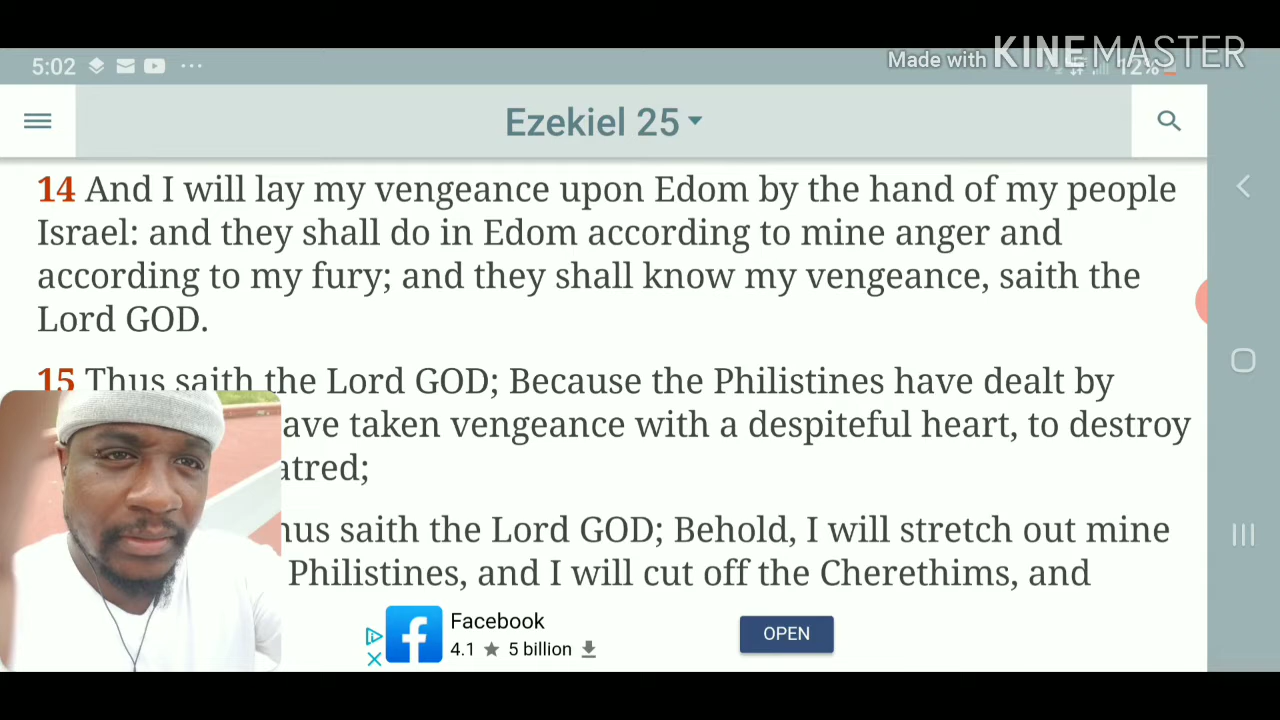 Made with KINEMASTER
5:02
12%
Ezekiel 25
14 And I will lay my vengeance upon Edom by the hand of my people
Israel: and they shall do in Edom according to mine anger and
according to my fury; and they shall know my vengeance, saith the
Lord GOD.
15 Thus saith the Lord GOD; Because the Philistines have dealt by
ave taken vengeance with a despiteful heart, to destroy
atred;
hus saith the Lord GOD; Behold, I will stretch out mine
Philistines, and I will cut off the Cherethims, and
Facebook
4.1 ★ 5 billion
OPEN